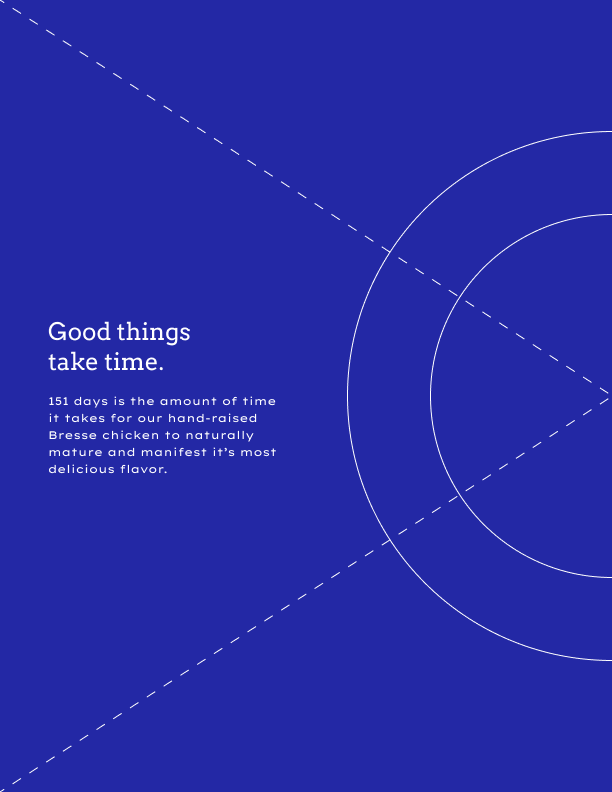 Good things
take time.
151 days is the amount of time
it takes for our hand-raised
Bresse chicken to naturally
mature and manifest it’s most
delicious flavor.